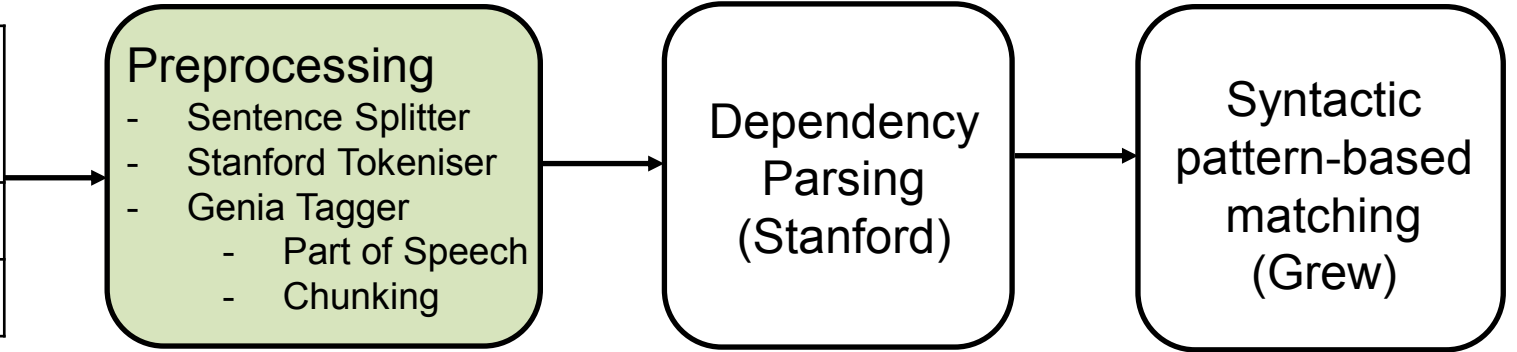 Preprocessing
- Sentence Splitter
- Stanford Tokeniser
- Genia Tagger
- Part of Speech
- Chunking
Dependency
Parsing
(Stanford)
Syntactic
pattern-based
matching
(Grew)